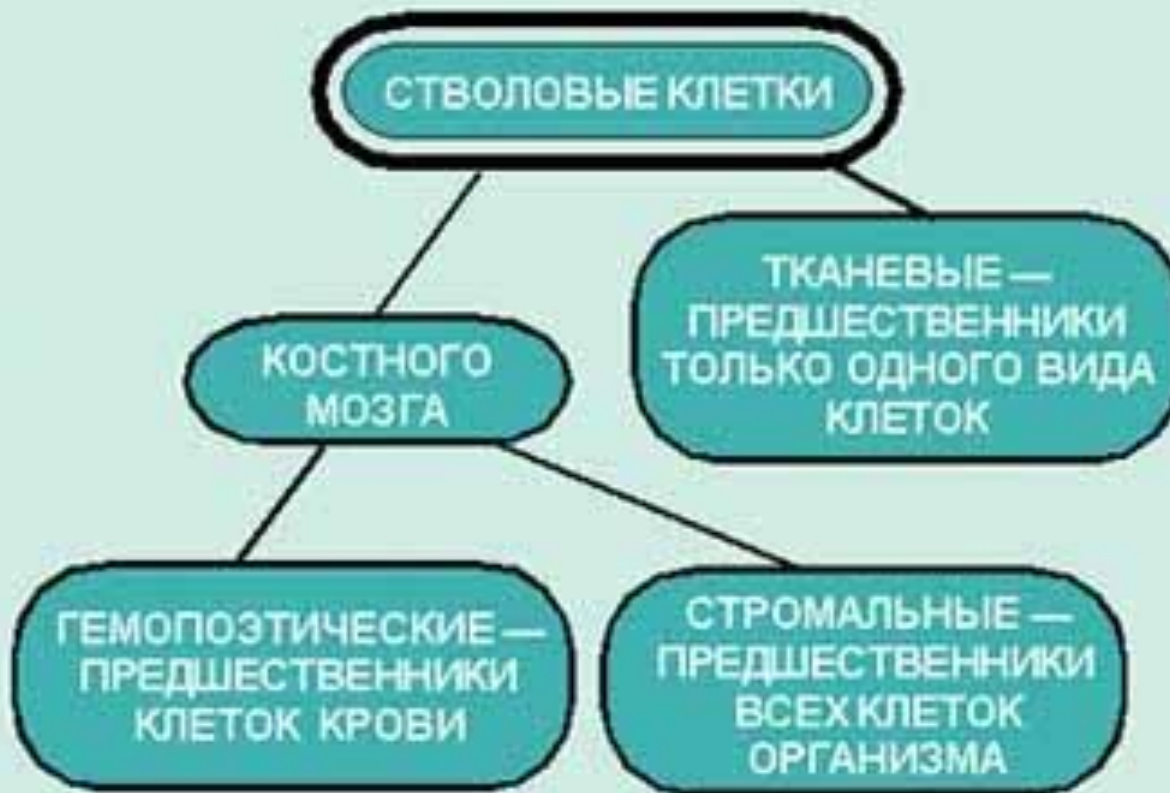 СТВОЛОВЫЕ КЛЕТКИ
ТКАНЕВЫЕ —
ПРЕДШЕСТВЕННИКИ
ТОЛЬКО ОДНОГО ВИДА
КЛЕТОК
КОСТНОГО
МОЗГА
ГЕМОПОЭТИЧЕСКИЕ —
ПРЕДШЕСТВЕННИКИ
КЛЕТОК КРОВИ
СТРОМАЛЬНЫЕ —
ПРЕДШЕСТВЕННИКИ
ВСЕХ КЛЕТОК
ОРГАНИЗМА